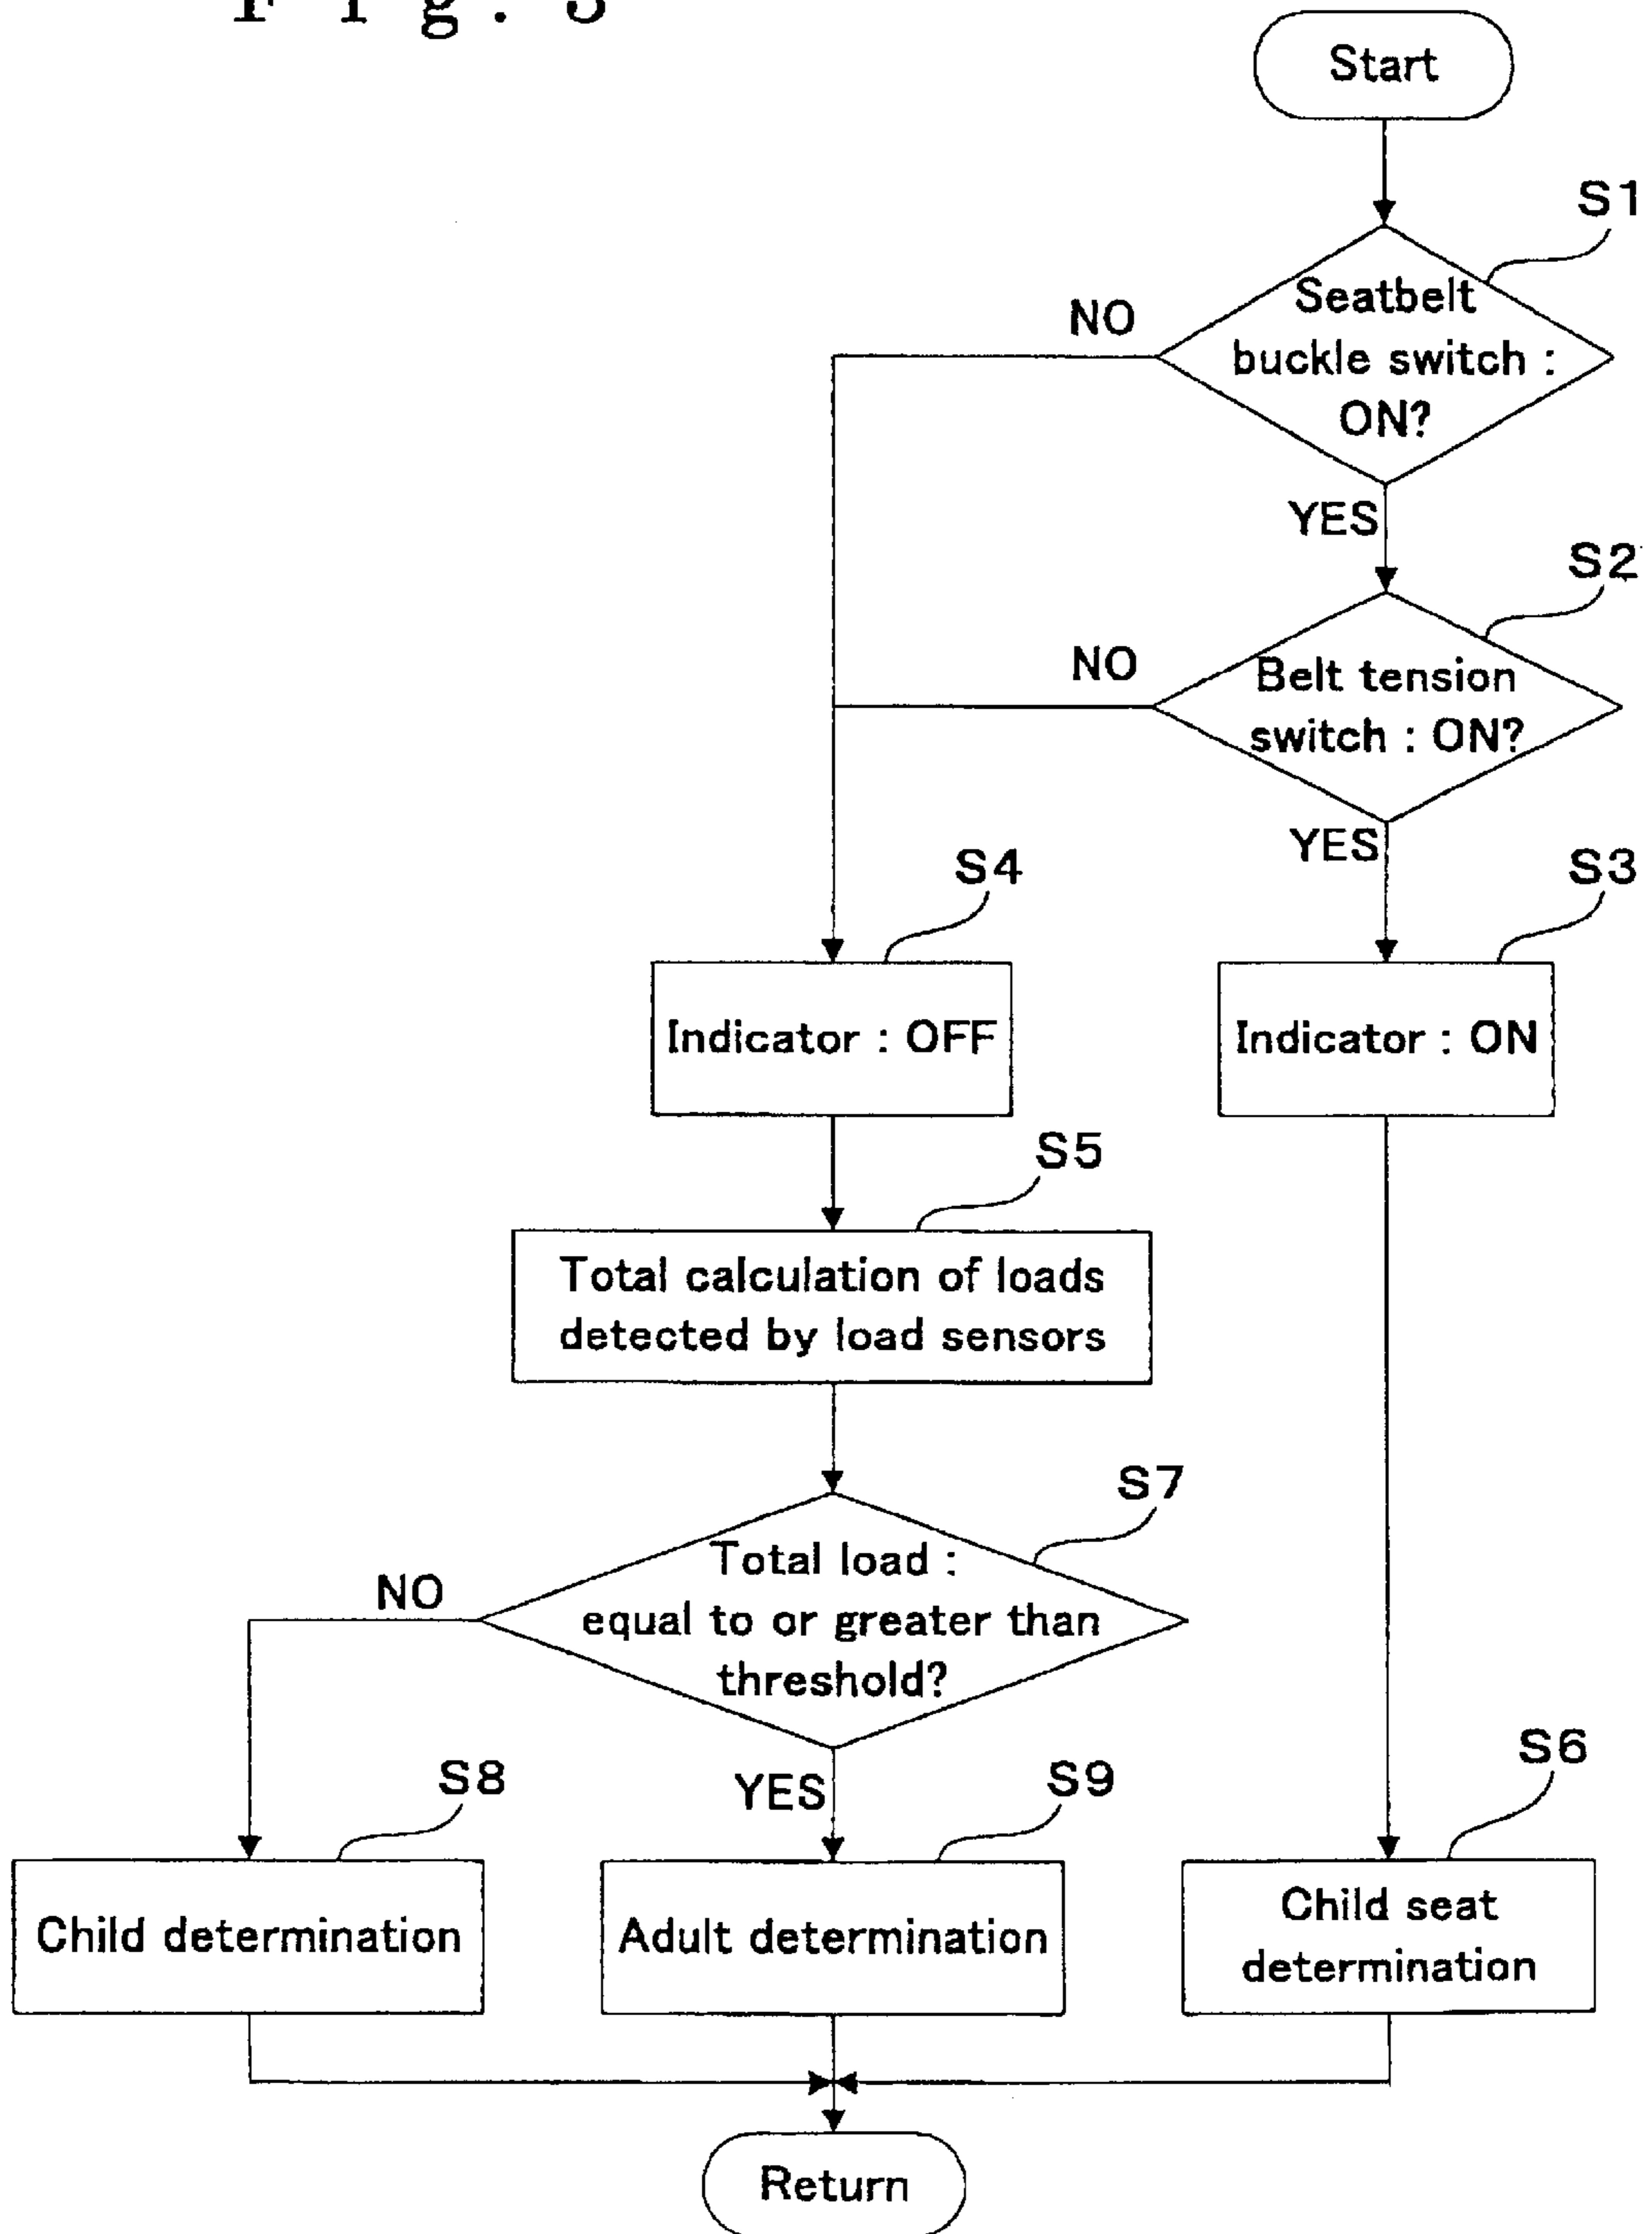 Start
S1
Seatbelt
buckle switch :
ON?
NO
YES
S2
Belt tension
switch : ON?
NO
YES
S4
S3
Indicator : OFF
Indicator : ON
S5
Total calculation of loads
detected by load sensors
S7
Total load :
equal to or greater than
threshold?
NO
YES
S8
S9
S6
Child determination
Adult determination
Child seat
determination
Return